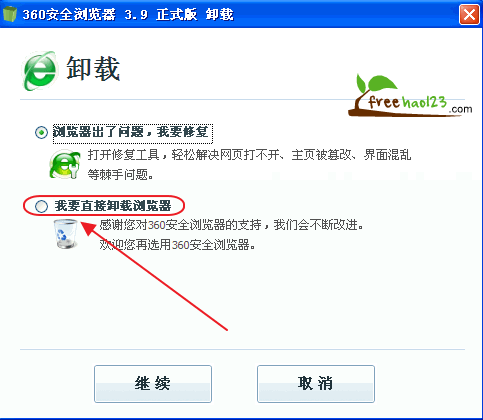 360安全浏览器 3.9 正式版 卸载
卸载
freehao123.com
浏览器出了问题，我要修复
打开修复工具，轻松解决网页打不开、主页被篡改、界面混乱
等棘手问题。
我要直接卸载浏览器
感谢您对360安全浏览器的支持，我们会不断改进。
欢迎您再选用360安全浏览器。
继续
取消